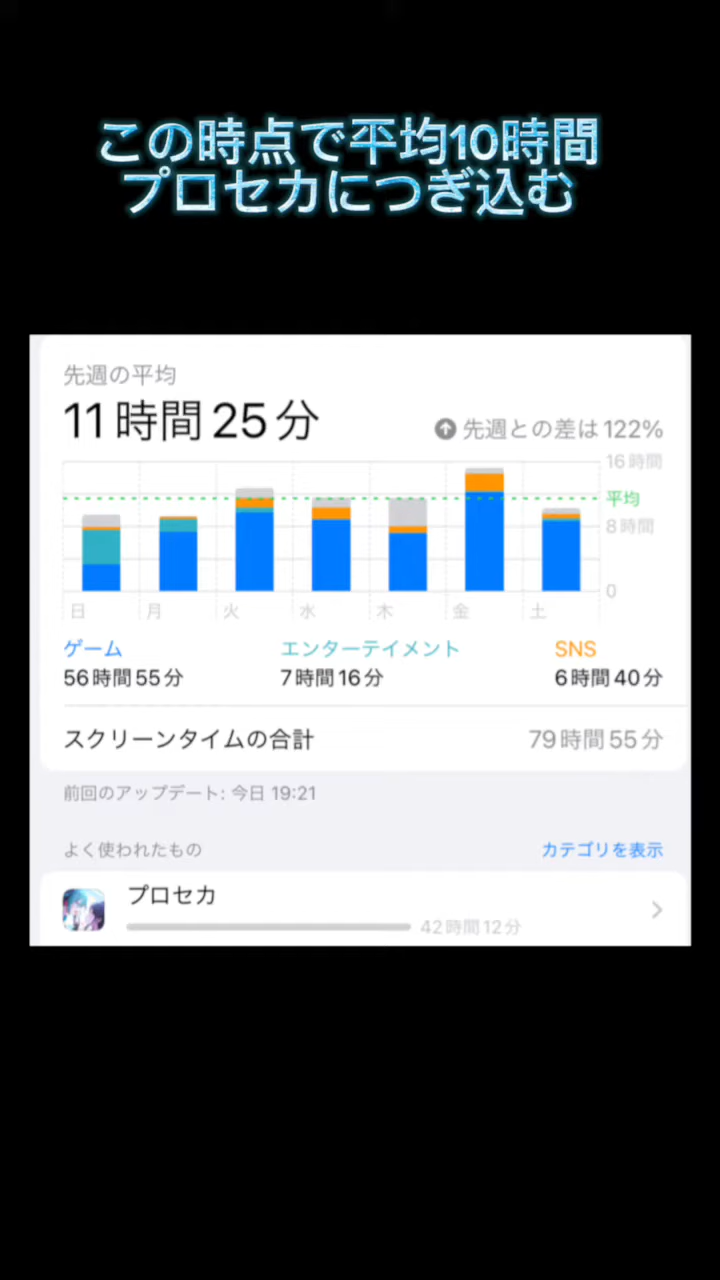 この時点で平均10時間
プロセカにつぎ込む
先週の平均
11時間25分
先週との差は122%
16時間
平均
8時間
0
日 月 火 水 木 金 土
ゲーム エンターテイメント SNS
56時間55分 7時間16分 6時間40分
スクリーンタイムの合計 79時間55分
前回のアップデート: 今日 19:21
よく使われたもの カテゴリを表示
プロセカ
42時間12分